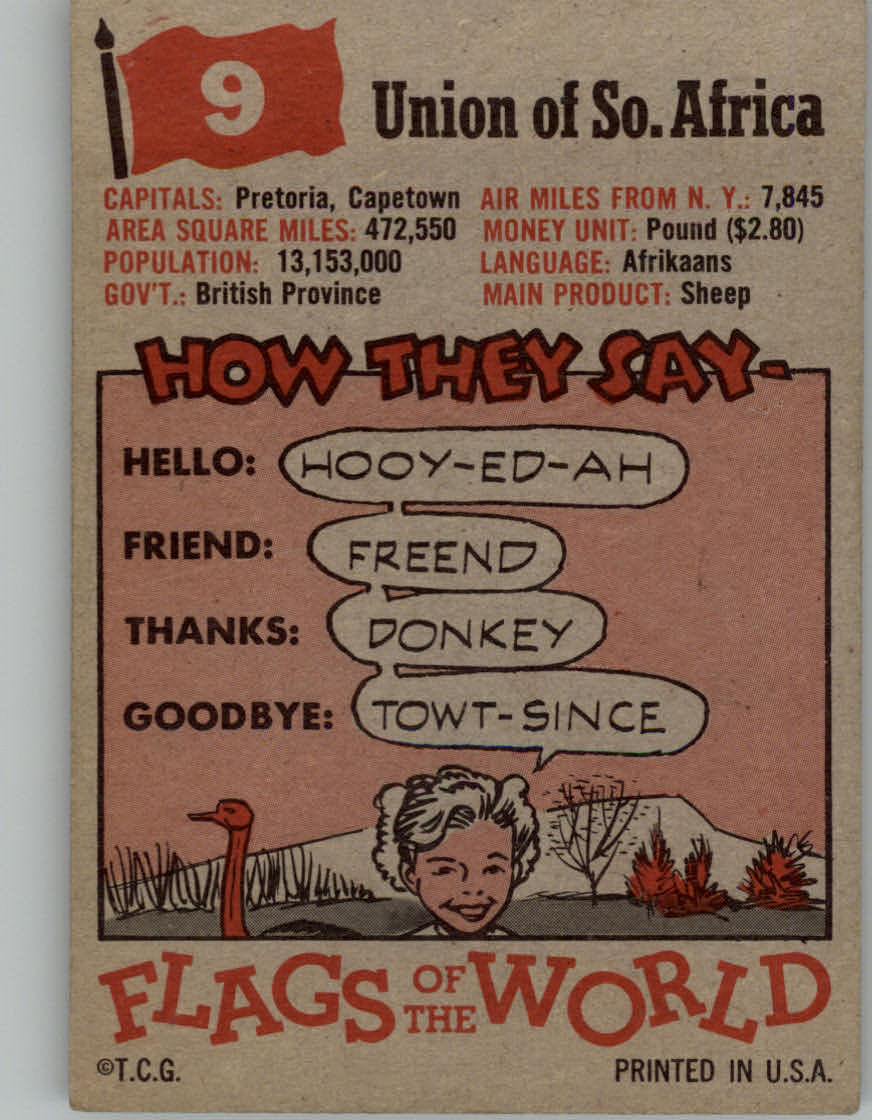 9
Union of So. Africa
CAPITALS: Pretoria, Capetown AIR MILES FROM N. Y.: 7,845
AREA SQUARE MILES: 472,550 MONEY UNIT: Pound ($2.80)
POPULATION: 13,153,000 LANGUAGE: Afrikaans
GOV'T.: British Province MAIN PRODUCT: Sheep
HOW THEY SAY-
HELLO: HOOY-ED-AH
FRIEND: FREEND
THANKS: DONKEY
GOODBYE: TOWT-SINCE
FLAGS OF THE WORLD
©T.C.G. PRINTED IN U.S.A.